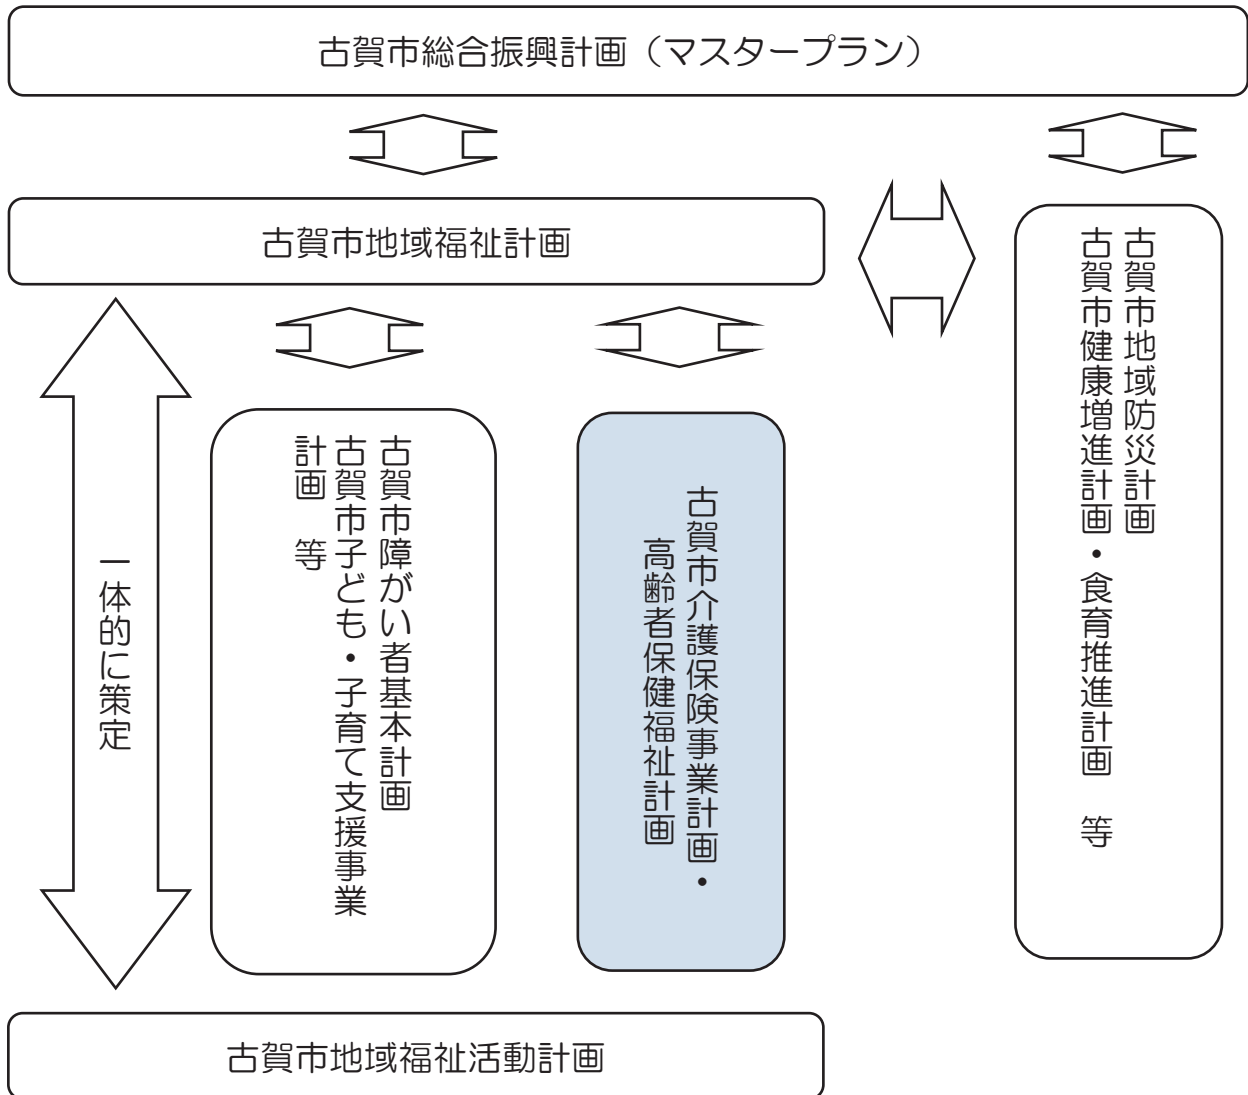 古賀市総合振興計画（マスタープラン）
古賀市地域福祉計画
一体的に策定
古賀市障がい者基本計画
古賀市子ども・子育て支援事業
計画　等
古賀市介護保険事業計画・
高齢者保健福祉計画
古賀市地域防災計画
古賀市健康増進計画・食育推進計画　等
古賀市地域福祉活動計画